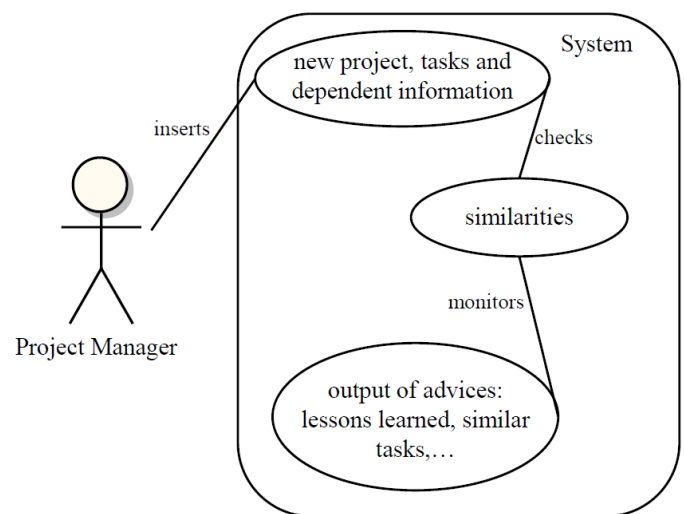 System
new project, tasks and
dependent information
inserts
checks
similarities
monitors
Project Manager
output of advices:
lessons learned, similar
tasks,…